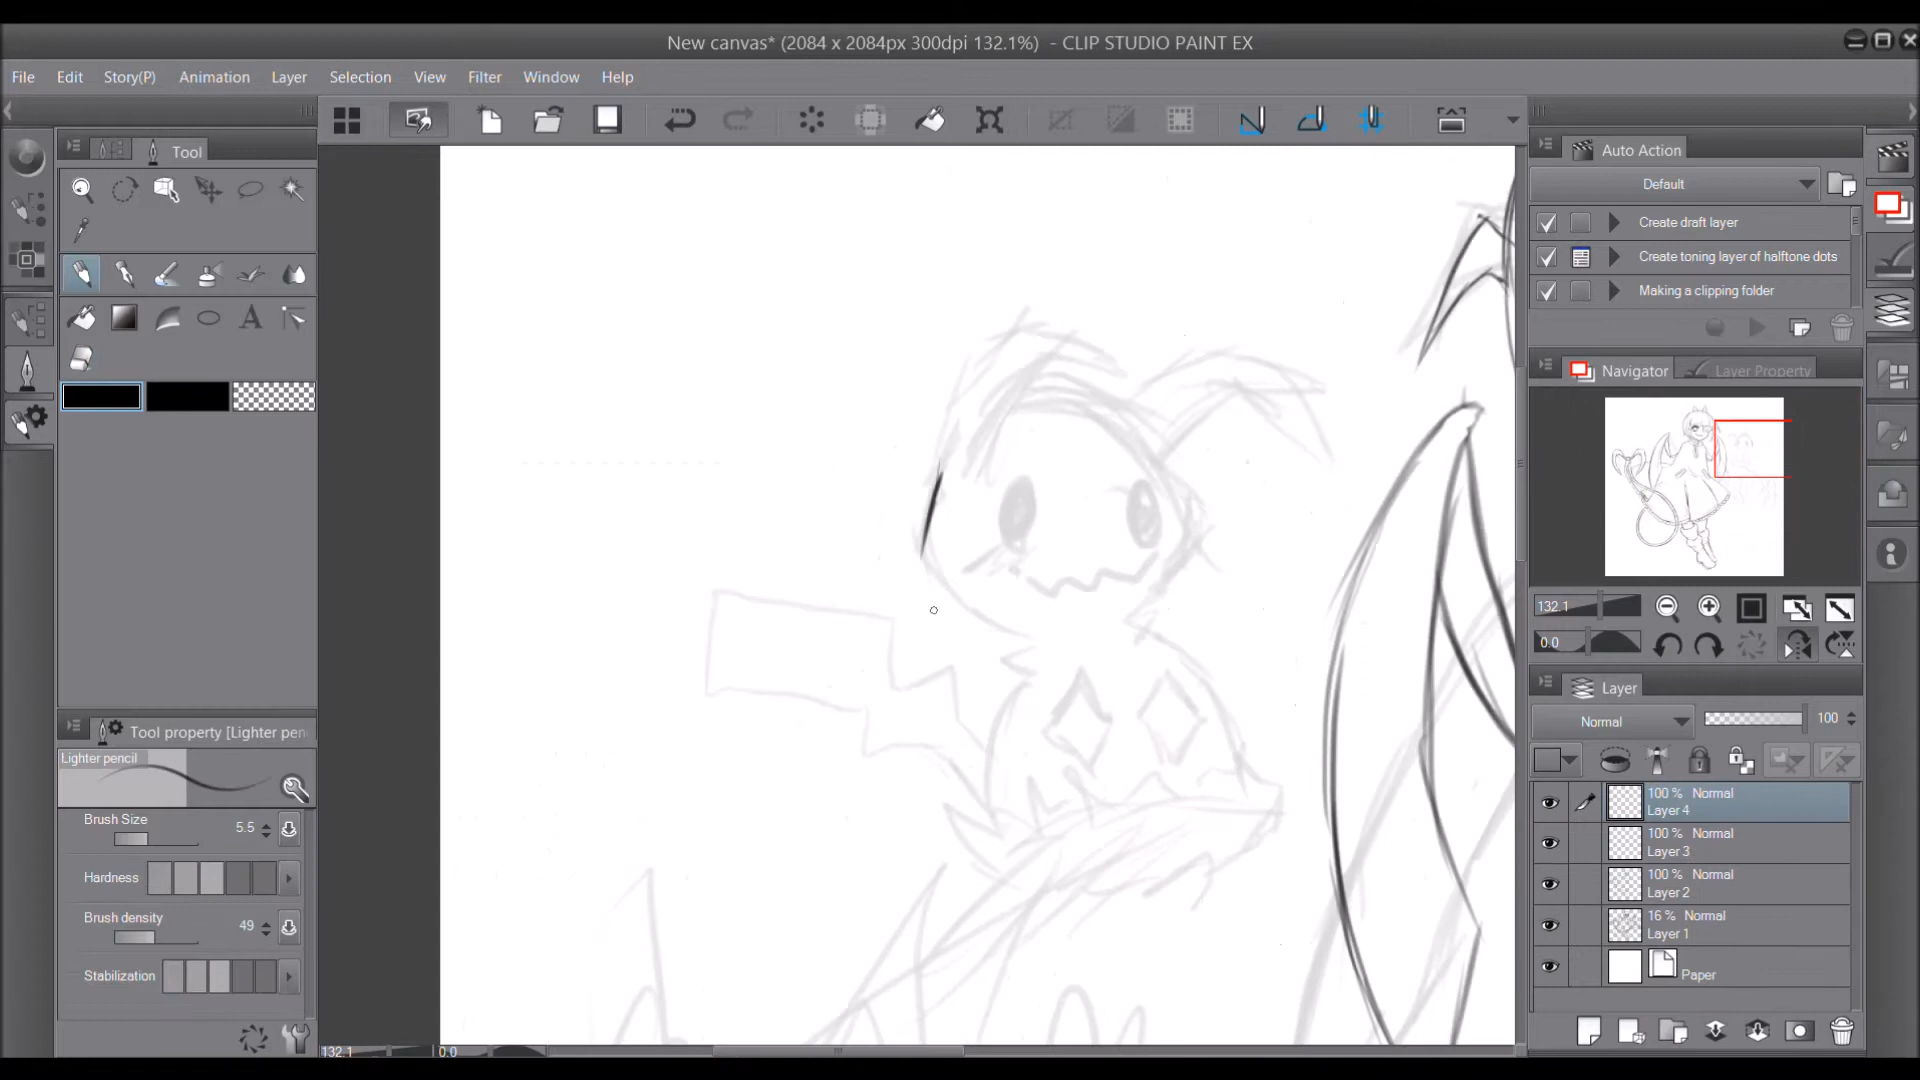 New canvas* (2084 x 2084px 300dpi 132.1%) - CLIP STUDIO PAINT EX
File Edit Story(P) Animation Layer Selection View Filter Window Help
Tool
Tool property [Lighter pen
Lighter pencil
Brush Size 5.5
Hardness
Brush density 49
Stabilization
132.1 0.0
Auto Action
Default
Create draft layer
Create toning layer of halftone dots
Making a clipping folder
Navigator Layer Property
132.1
0.0
Layer
Normal 100
100 % Normal
Layer 4
100 % Normal
Layer 3
100 % Normal
Layer 2
16 % Normal
Layer 1
Paper